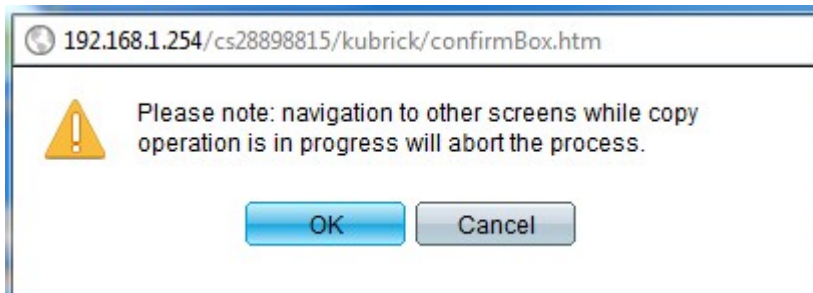 192.168.1.254/cs28898815/kubrick/confirmBox.htm
Please note: navigation to other screens while copy
operation is in progress will abort the process.
OK Cancel